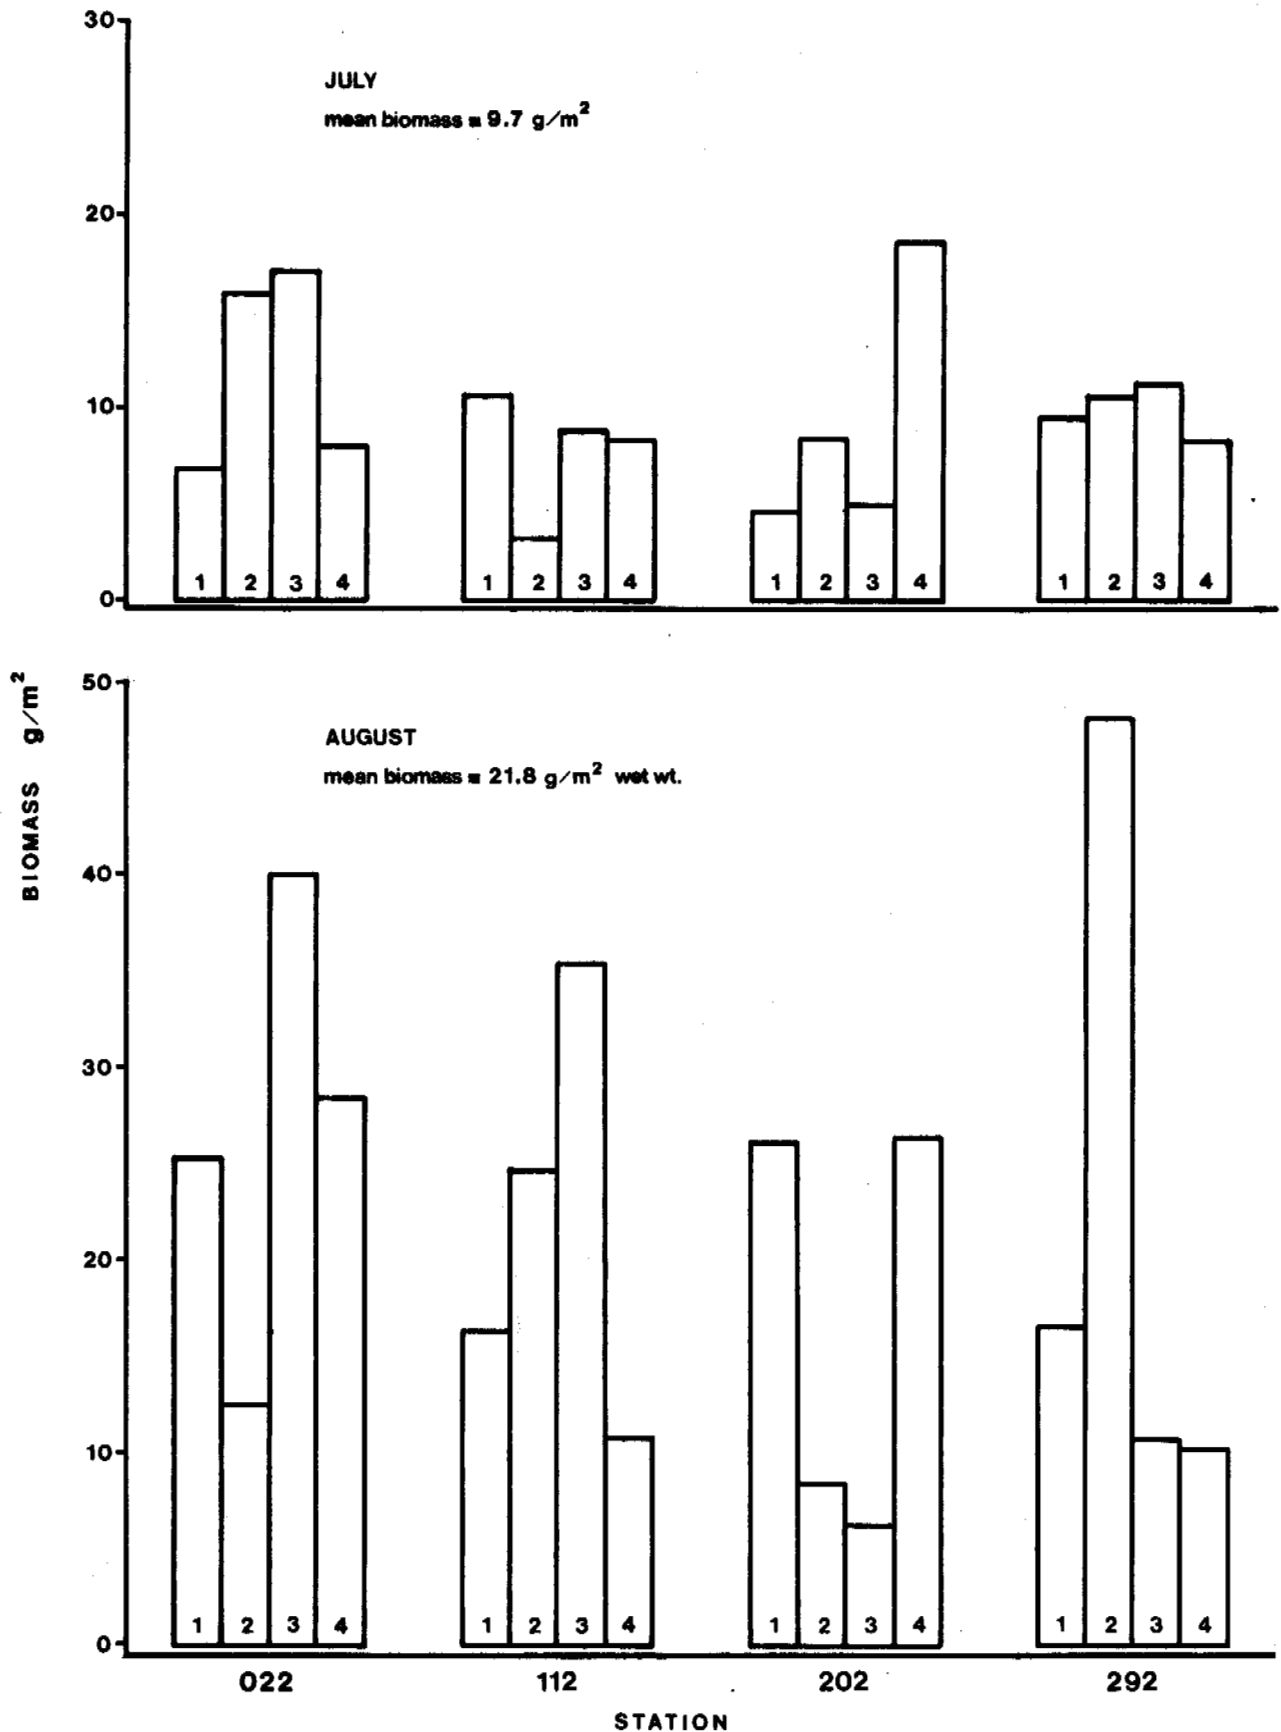 30
JULY
mean biomass = 9.7 g/m²
20
10
1 2 3 4 1 2 3 4 1 2 3 4 1 2 3 4
0
BIOMASS g/m²
50
AUGUST
mean biomass = 21.8 g/m² wet wt.
40
30
20
10
1 2 3 4 1 2 3 4 1 2 3 4 1 2 3 4
0
022 112 202 292
STATION